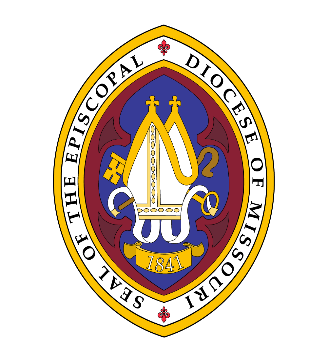 SEAL OF THE EPISCOPAL DIOCESE OF MISSOURI
1841